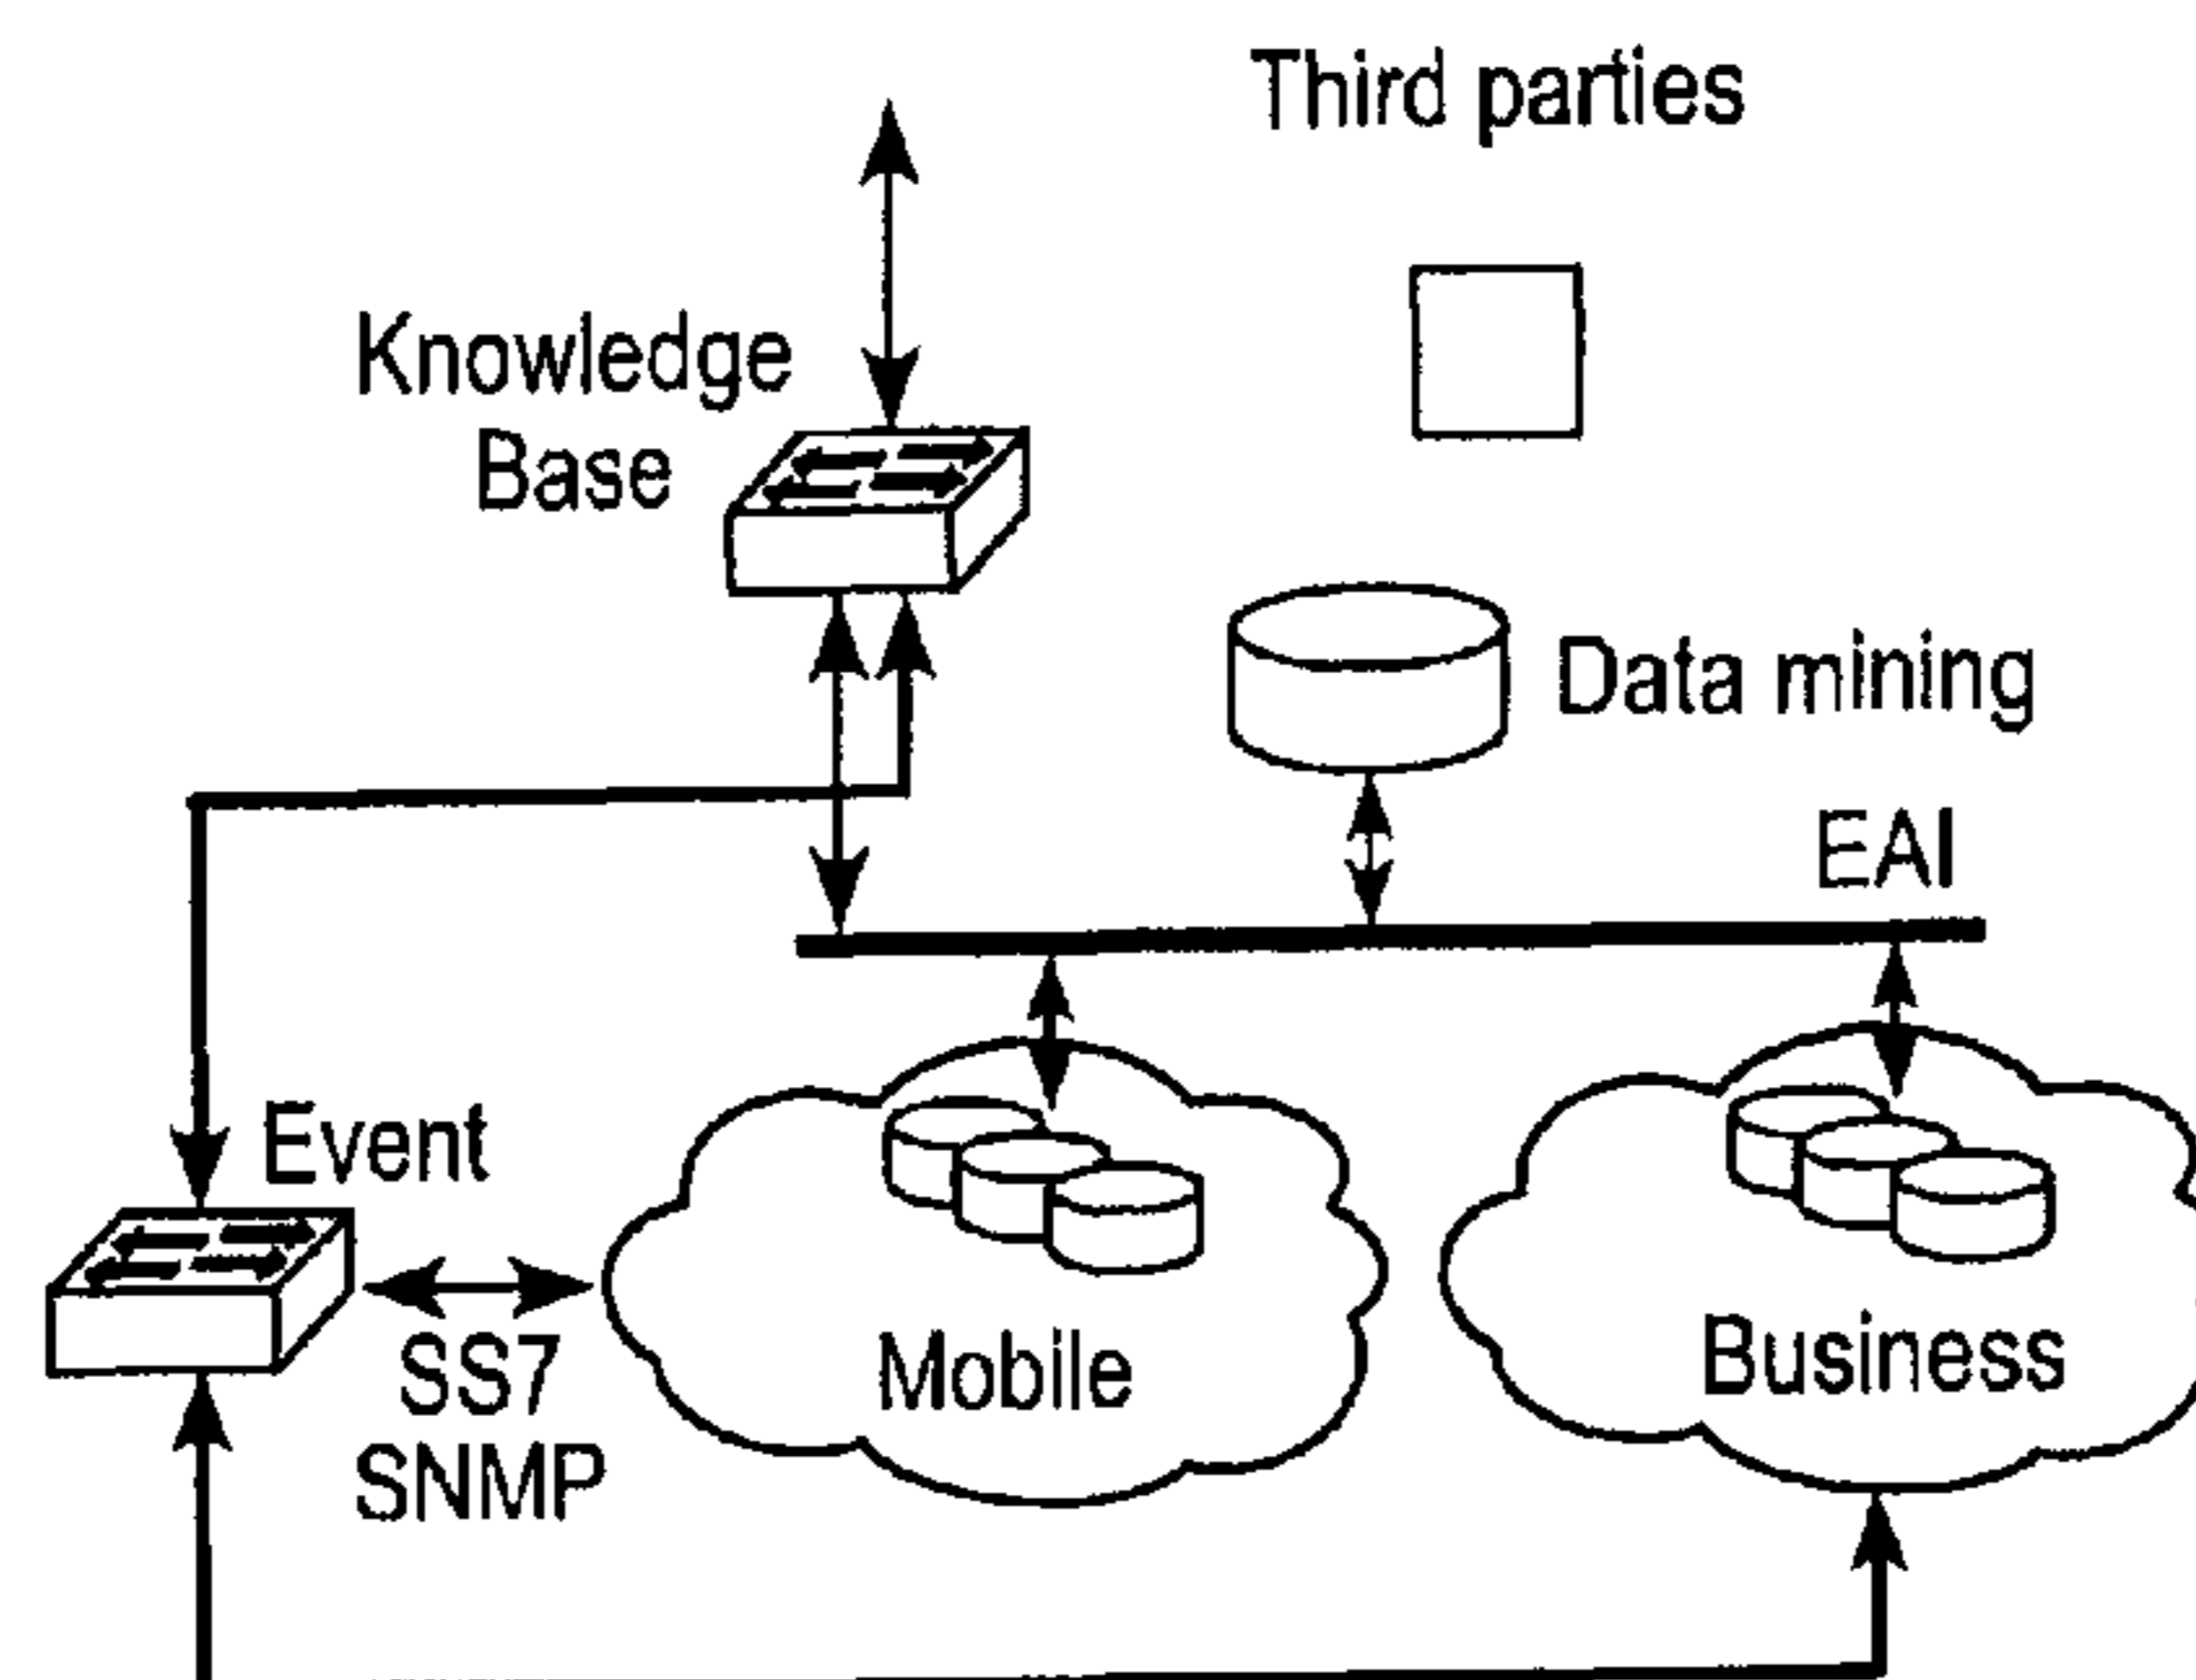 Third parties
Knowledge
Base
Data mining
EAI
Event
SS7
SNMP
Mobile
Business